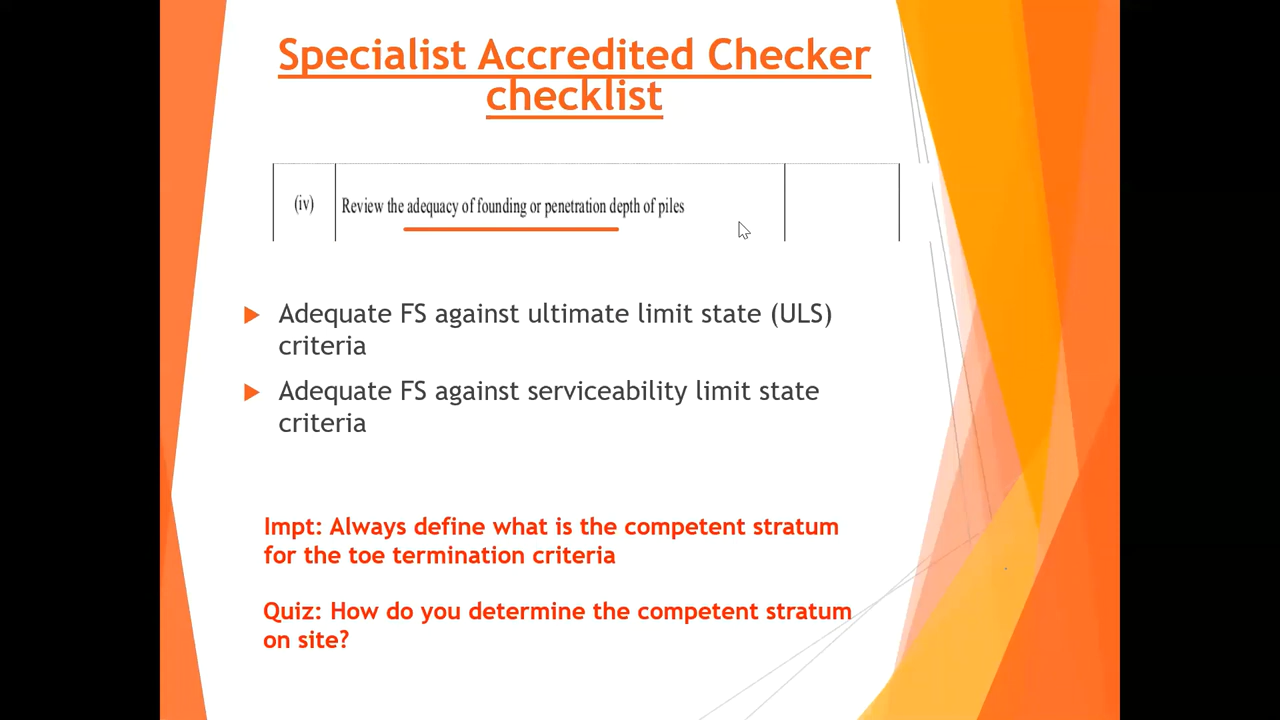 Specialist Accredited Checker
checklist
(iv) Review the adequacy of founding or penetration depth of piles
Adequate FS against ultimate limit state (ULS)
criteria
Adequate FS against serviceability limit state
criteria
Impt: Always define what is the competent stratum
for the toe termination criteria
Quiz: How do you determine the competent stratum
on site?